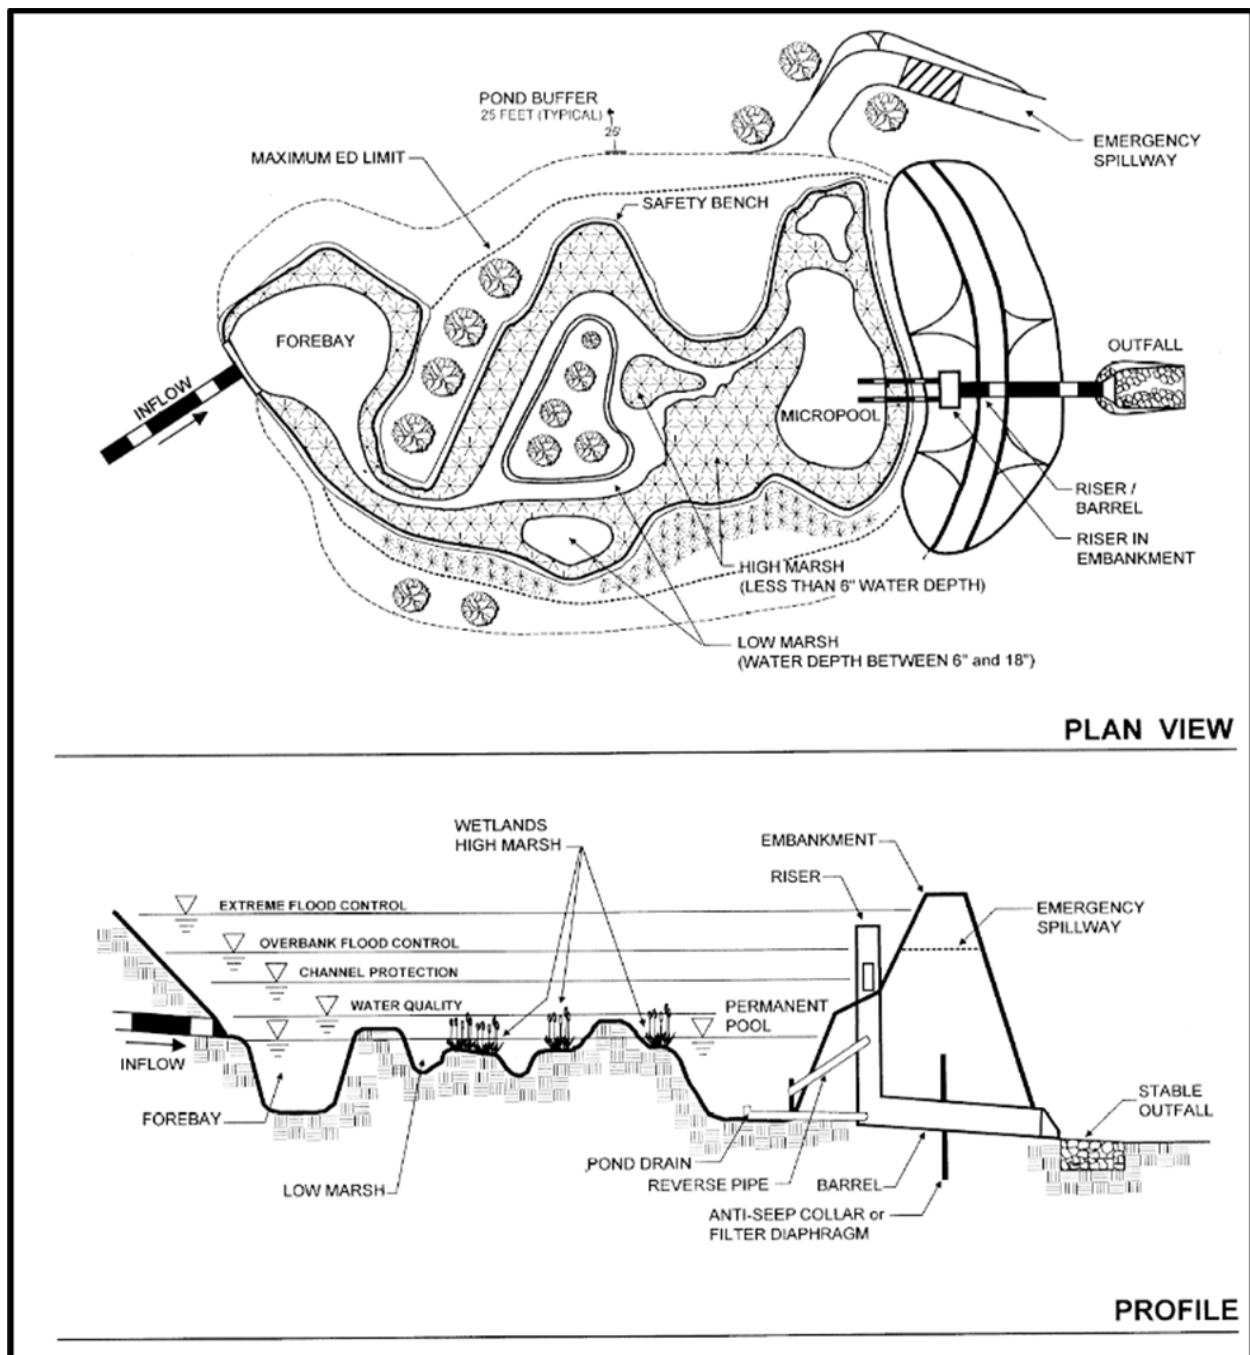 POND BUFFER
25 FEET (TYPICAL)
25'
MAXIMUM ED LIMIT
EMERGENCY
SPILLWAY
SAFETY BENCH
FOREBAY
OUTFALL
INFLOW
MICROPOOL
RISER /
BARREL
RISER IN
EMBANKMENT
HIGH MARSH
(LESS THAN 6" WATER DEPTH)
LOW MARSH
(WATER DEPTH BETWEEN 6" and 18")
PLAN VIEW
WETLANDS
HIGH MARSH
EMBANKMENT
RISER
EXTREME FLOOD CONTROL
EMERGENCY
SPILLWAY
OVERBANK FLOOD CONTROL
CHANNEL PROTECTION
WATER QUALITY
PERMANENT
POOL
INFLOW
FOREBAY
STABLE
OUTFALL
POND DRAIN
LOW MARSH
REVERSE PIPE
BARREL
ANTI-SEEP COLLAR or
FILTER DIAPHRAGM
PROFILE